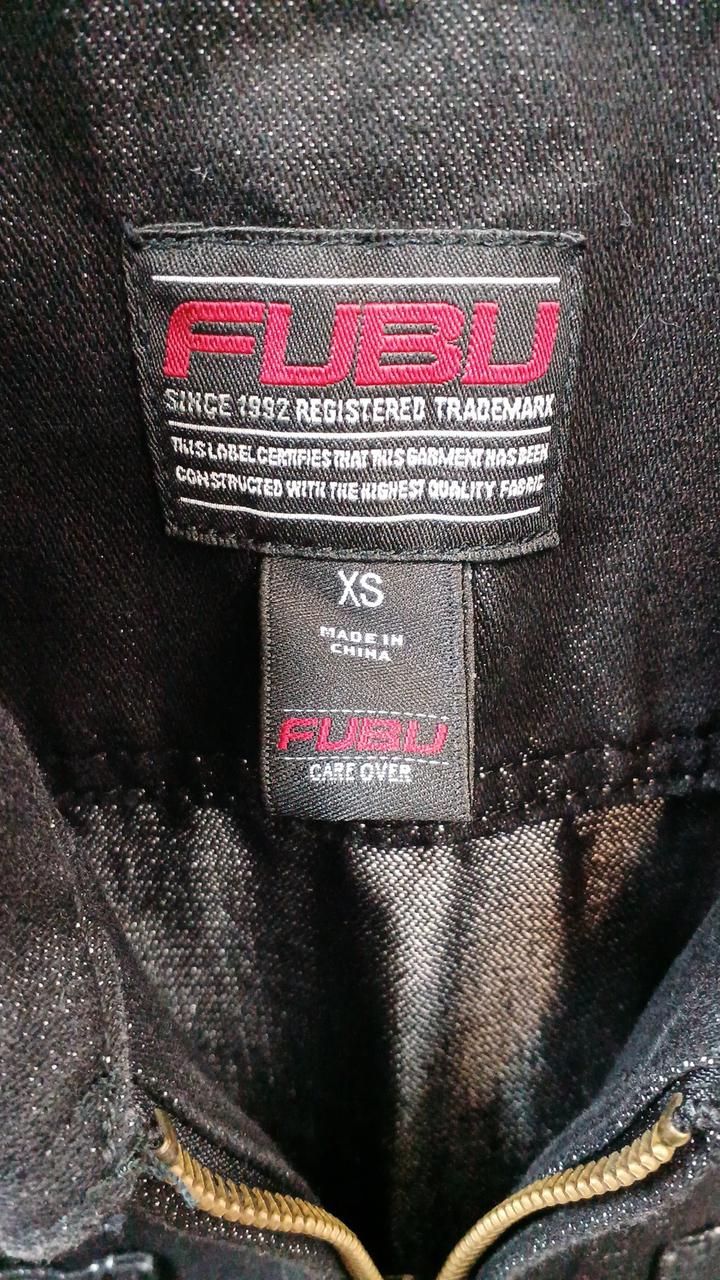 FUBU
SINCE 1992 REGISTERED TRADEMARK
THIS LABEL CERTIFIES THAT THIS GARMENT HAS BEEN
CONSTRUCTED WITH THE HIGHEST QUALITY FABRIC
XS
MADE IN
CHINA
FUBU
CARE OVER